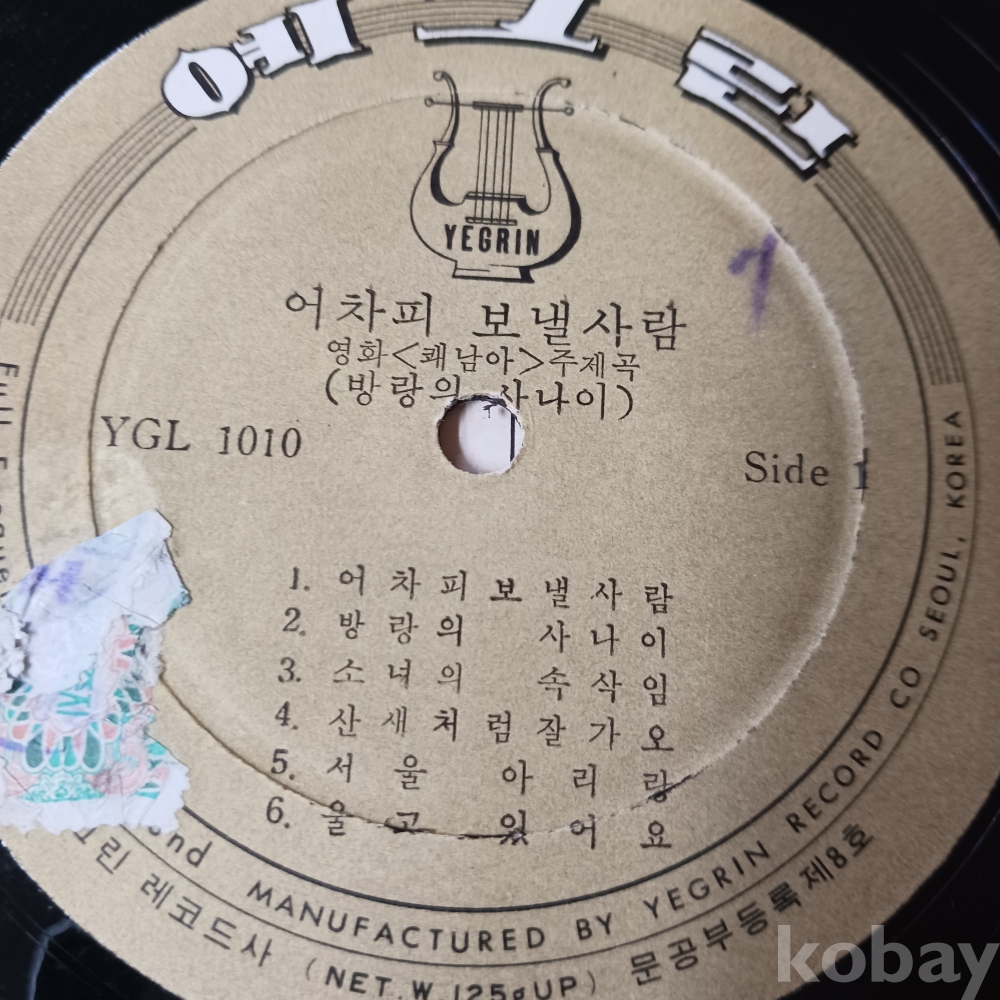 예그린
YEGRIN
어차피 보낼사람
영화<쾌남아>주제곡
(방랑의 사나이)
YGL 1010
Side 1
1. 어차피보낼사람
2. 방랑의 사나이
3. 소녀의 속삭임
4. 산새처럼잘가오
5. 서울 아리랑
6. 울고 있어요
MANUFACTURED BY YEGRIN RECORD CO SEOUL, KOREA
그린 레코드사 (NET.W.125gUP) 문공부등록제8호
kobay